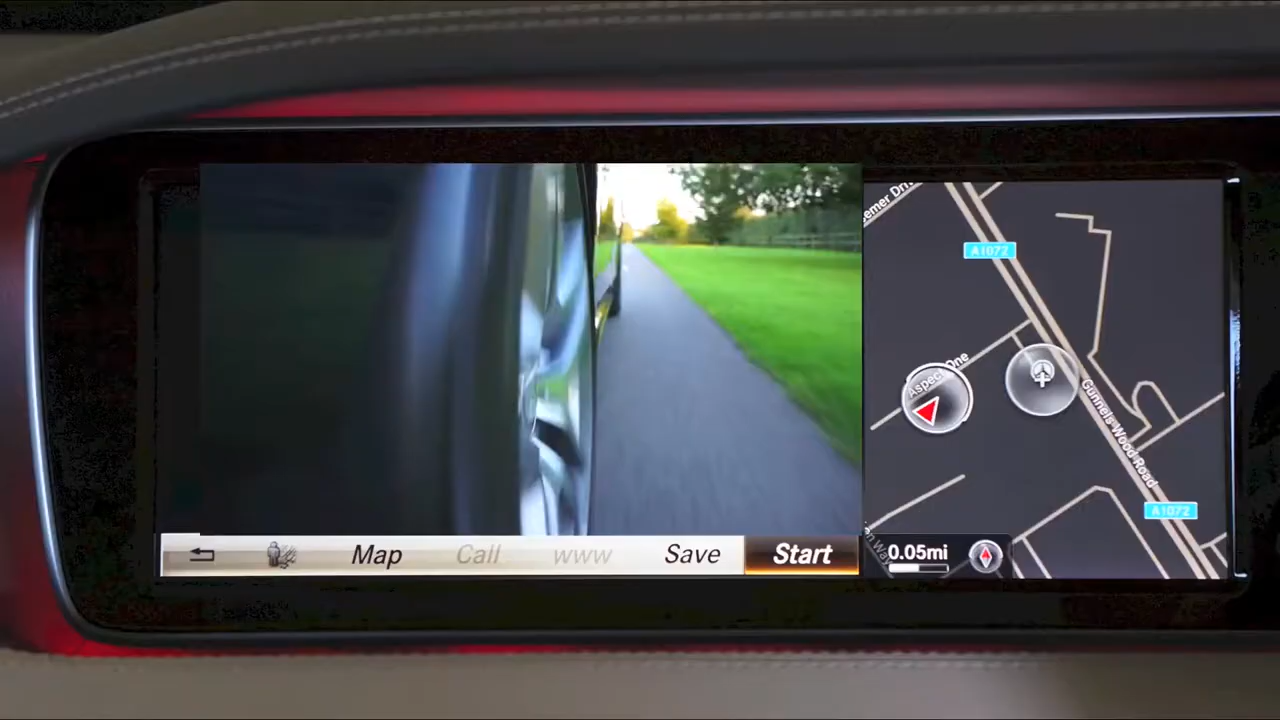 A1072
Aspect One
Gunnels Wood Road
A1072
0.05mi
Map Call www Save Start